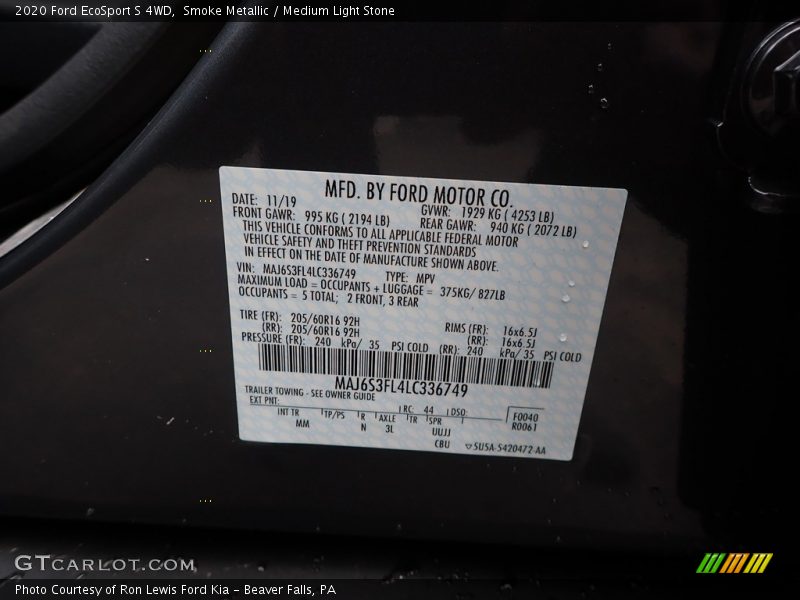 2020 Ford EcoSport S 4WD, Smoke Metallic / Medium Light Stone
MFD. BY FORD MOTOR CO.
DATE: 11/19 GVWR: 1929 KG ( 4253 LB)
FRONT GAWR: 995 KG ( 2194 LB) REAR GAWR: 940 KG ( 2072 LB)
THIS VEHICLE CONFORMS TO ALL APPLICABLE FEDERAL MOTOR
VEHICLE SAFETY AND THEFT PREVENTION STANDARDS
IN EFFECT ON THE DATE OF MANUFACTURE SHOWN ABOVE.
VIN: MAJ6S3FL4LC336749 TYPE: MPV
MAXIMUM LOAD = OCCUPANTS + LUGGAGE = 375KG/ 827LB
OCCUPANTS = 5 TOTAL; 2 FRONT, 3 REAR
TIRE (FR): 205/60R16 92H RIMS (FR): 16x6.5J
(RR): 205/60R16 92H (RR): 16x6.5J
PRESSURE (FR): 240 kPa/ 35 PSI COLD (RR): 240 kPa/ 35 PSI COLD
MAJ6S3FL4LC336749
TRAILER TOWING - SEE OWNER GUIDE
EXT PNT: RC: 44 DSO: F0040
INT TR TP/PS R AXLE TR SPR R0061
MM N 3L UUJJ
CBU SUSA-5420472-AA
GTCARLOT.COM
Photo Courtesy of Ron Lewis Ford Kia - Beaver Falls, PA